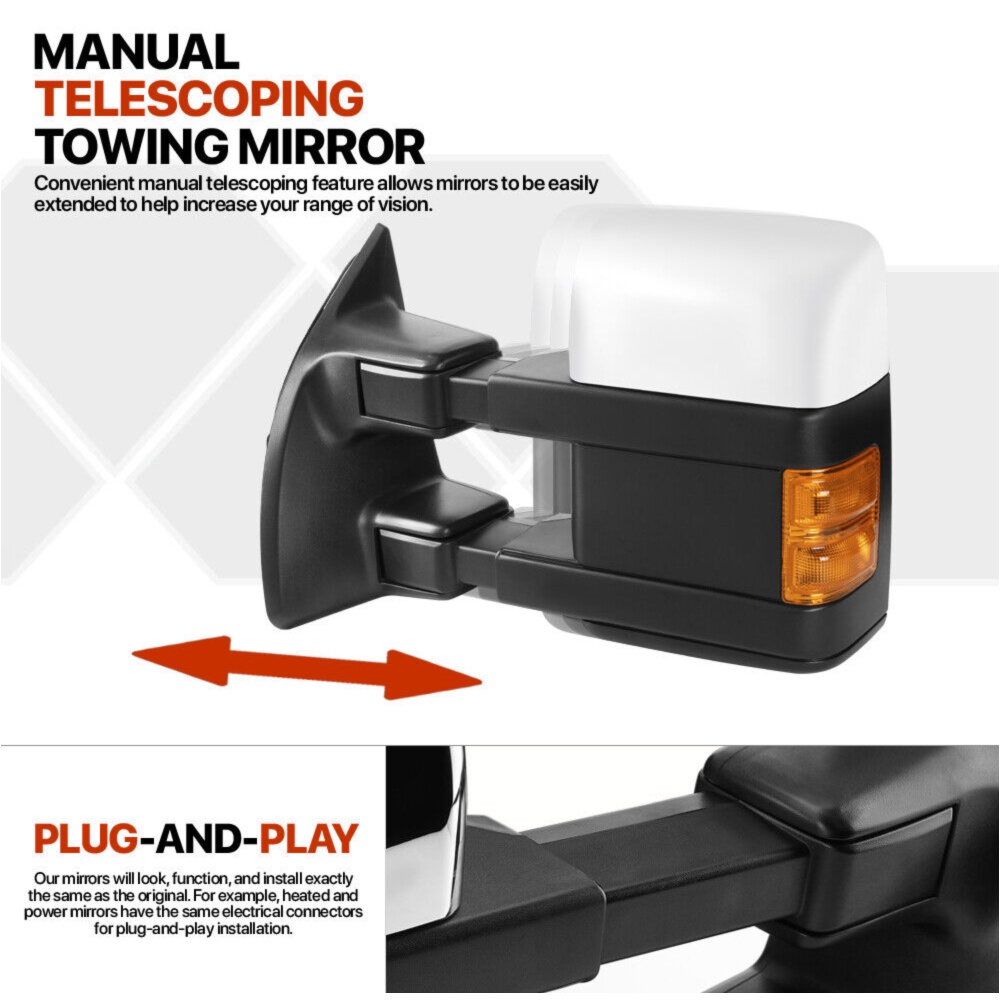 MANUAL
TELESCOPING
TOWING MIRROR
Convenient manual telescoping feature allows mirrors to be easily
extended to help increase your range of vision.
PLUG-AND-PLAY
Our mirrors will look, function, and install exactly
the same as the original. For example, heated and
power mirrors have the same electrical connectors
for plug-and-play installation.